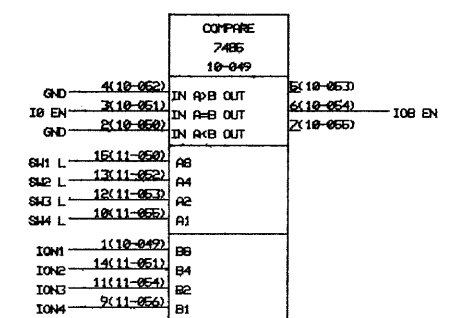 COMPARE
7485
10-049
GND 4(10-052) IN A>B OUT 5(10-053)
I0 EN 3(10-051) IN A=B OUT 6(10-054) IOB EN
GND 2(10-050) IN A<B OUT 7(10-055)
SW1 L 15(11-050) A8
SW2 L 13(11-052) A4
SW3 L 12(11-053) A2
SW4 L 10(11-055) A1
ION1 1(10-049) B8
ION2 14(11-051) B4
ION3 11(11-054) B2
ION4 9(11-056) B1